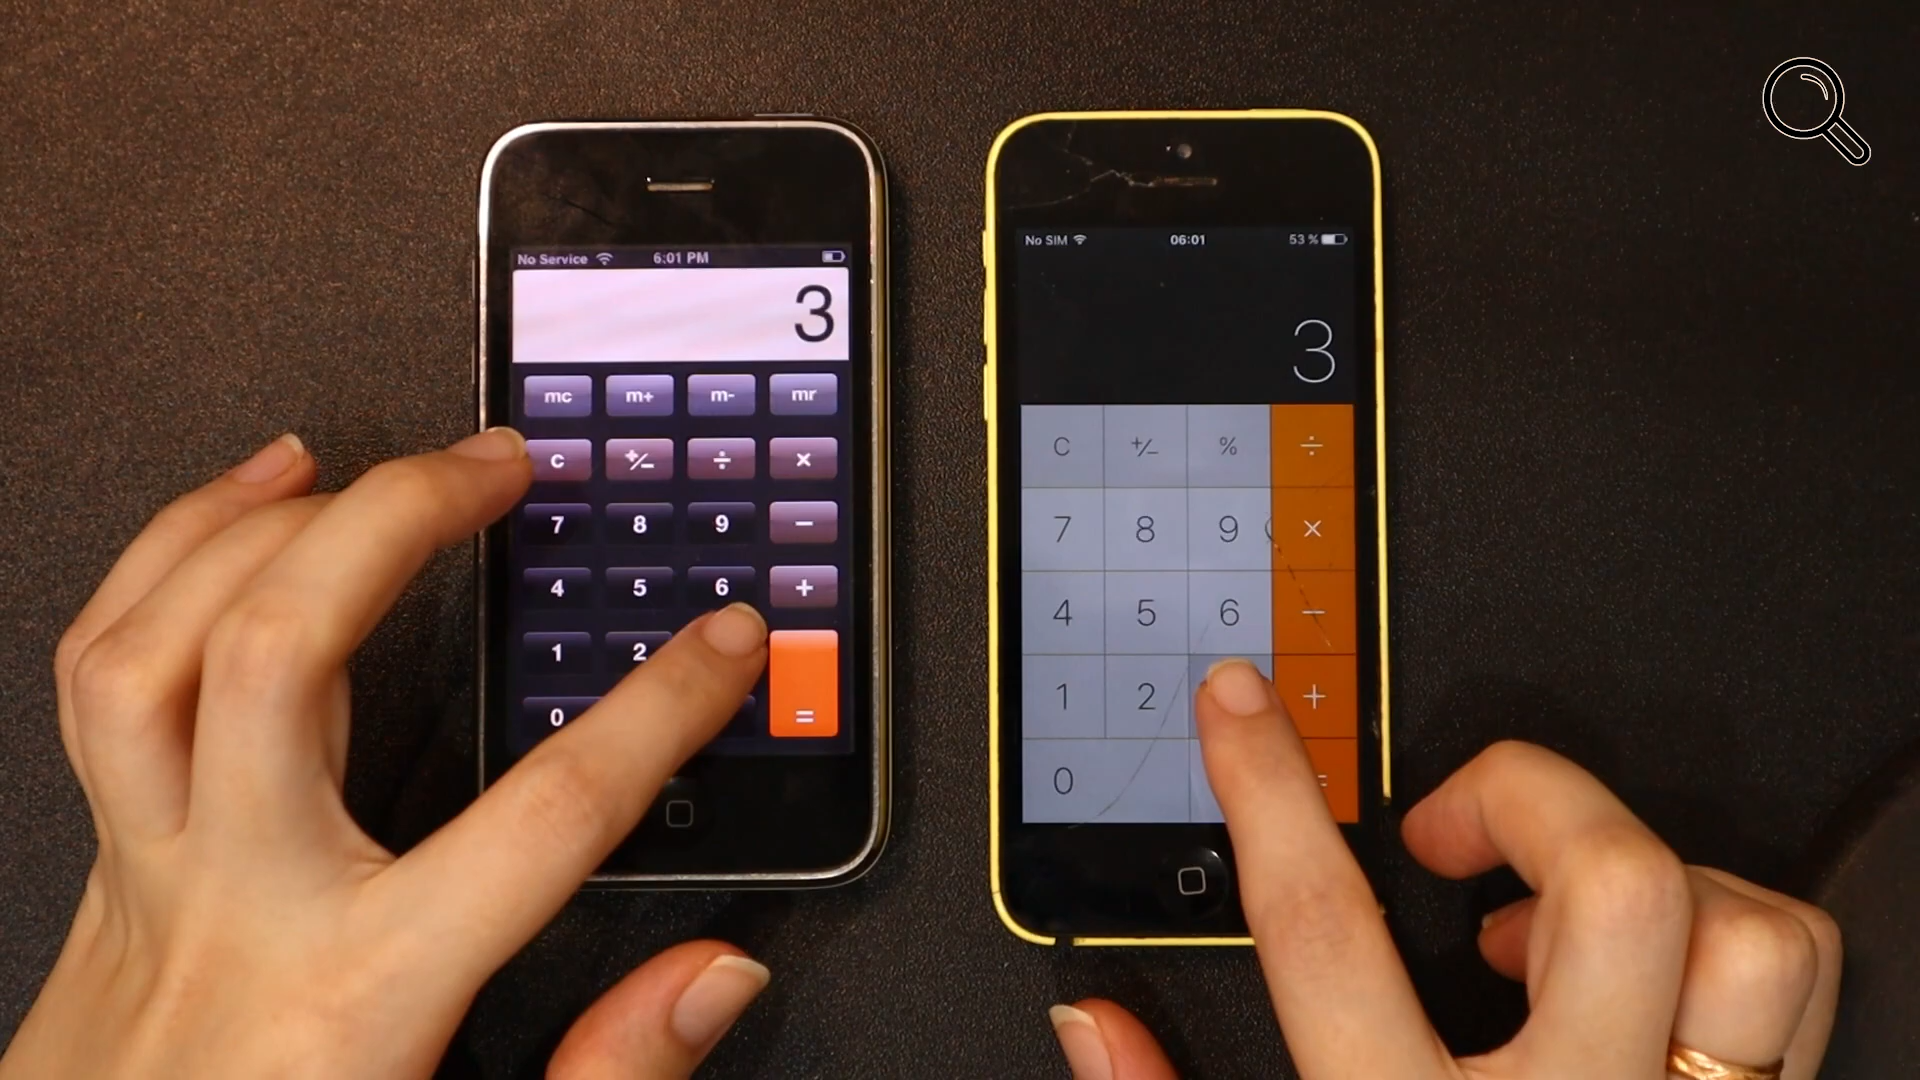 No Service 6:01 PM
3
mc m+ m- mr
c +/− ÷ ×
7 8 9 −
4 5 6 +
1 2
0 =
No SIM 06:01 53 %
3
C +/− % ÷
7 8 9 ×
4 5 6 −
1 2 +
0 =